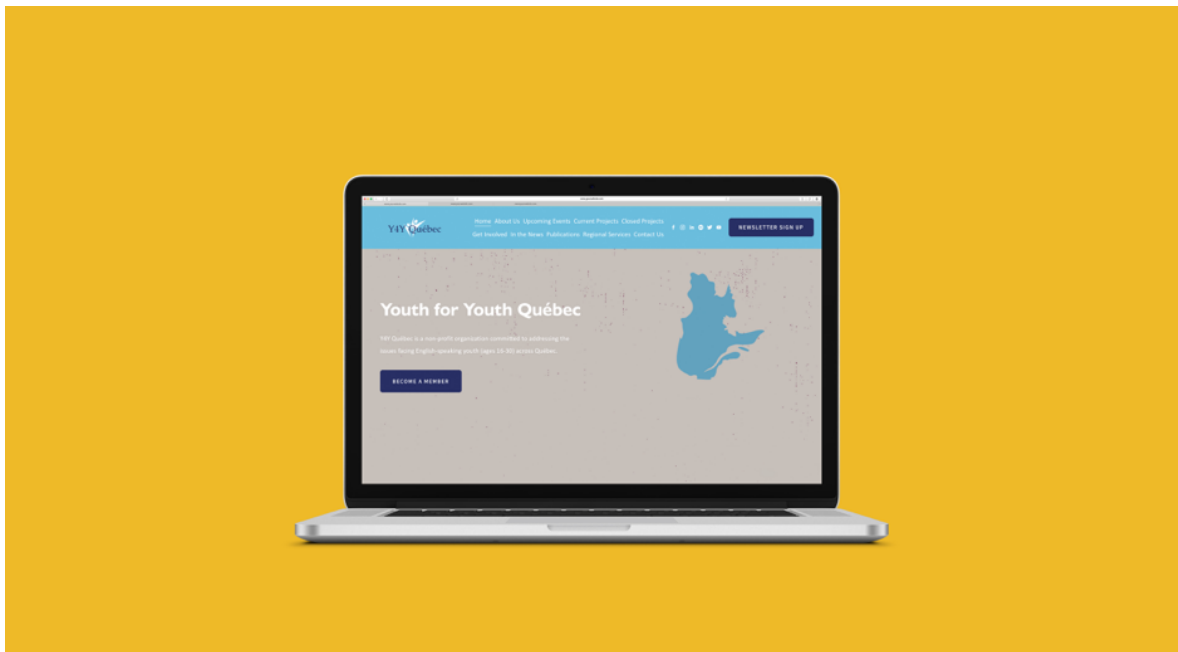 Y4Y Québec
Home About Us Upcoming Events Current Projects Closed Projects
Get Involved In the News Publications Regional Services Contact Us
NEWSLETTER SIGN UP
Youth for Youth Québec
Y4Y Québec is a non-profit organization committed to addressing the
issues facing English-speaking youth (ages 16-30) across Québec.
BECOME A MEMBER